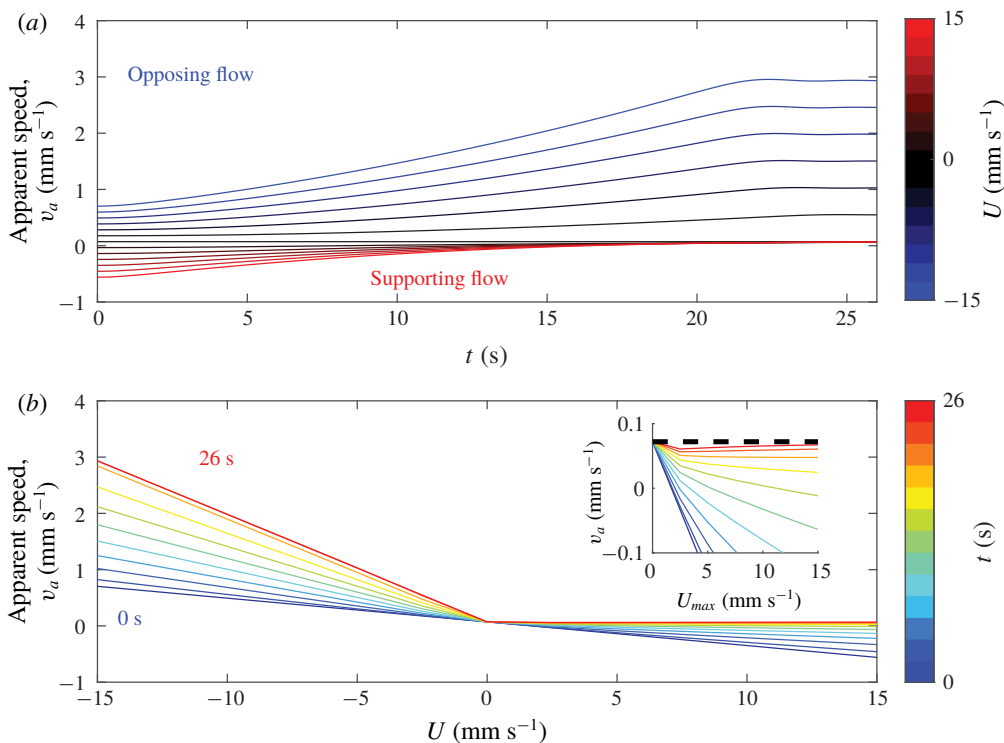 (a)
4
3
2
1
0
−1
Apparent speed,
v_a (mm s⁻¹)
Opposing flow
Supporting flow
0 5 10 15 20 25
t (s)
15
0
−15
U (mm s⁻¹)
(b)
4
3
2
1
0
−1
Apparent speed,
v_a (mm s⁻¹)
26 s
0 s
−15 −10 −5 0 5 10 15
U (mm s⁻¹)
0.1
0
−0.1
v_a (mm s⁻¹)
0 5 10 15
U_max (mm s⁻¹)
26
0
t (s)